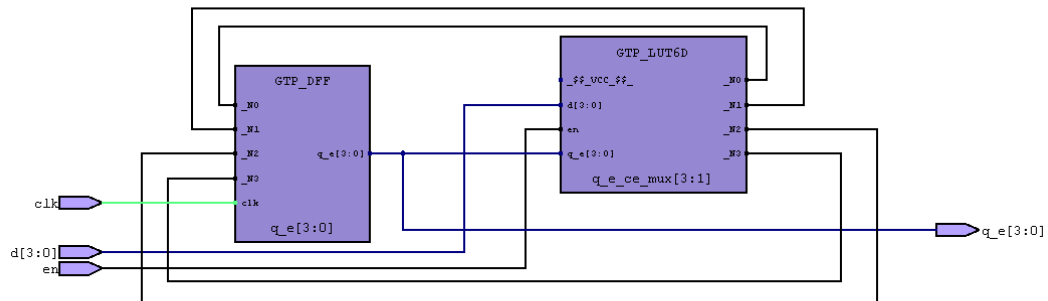 GTP_DFF
_N0
_N1
_N2
q_e[3:0]
_N3
clk
q_e[3:0]
GTP_LUT6D
_$$_VCC_$$_
_N0
d[3:0]
_N1
en
_N2
q_e[3:0]
_N3
q_e_ce_mux[3:1]
clk
d[3:0]
en
q_e[3:0]